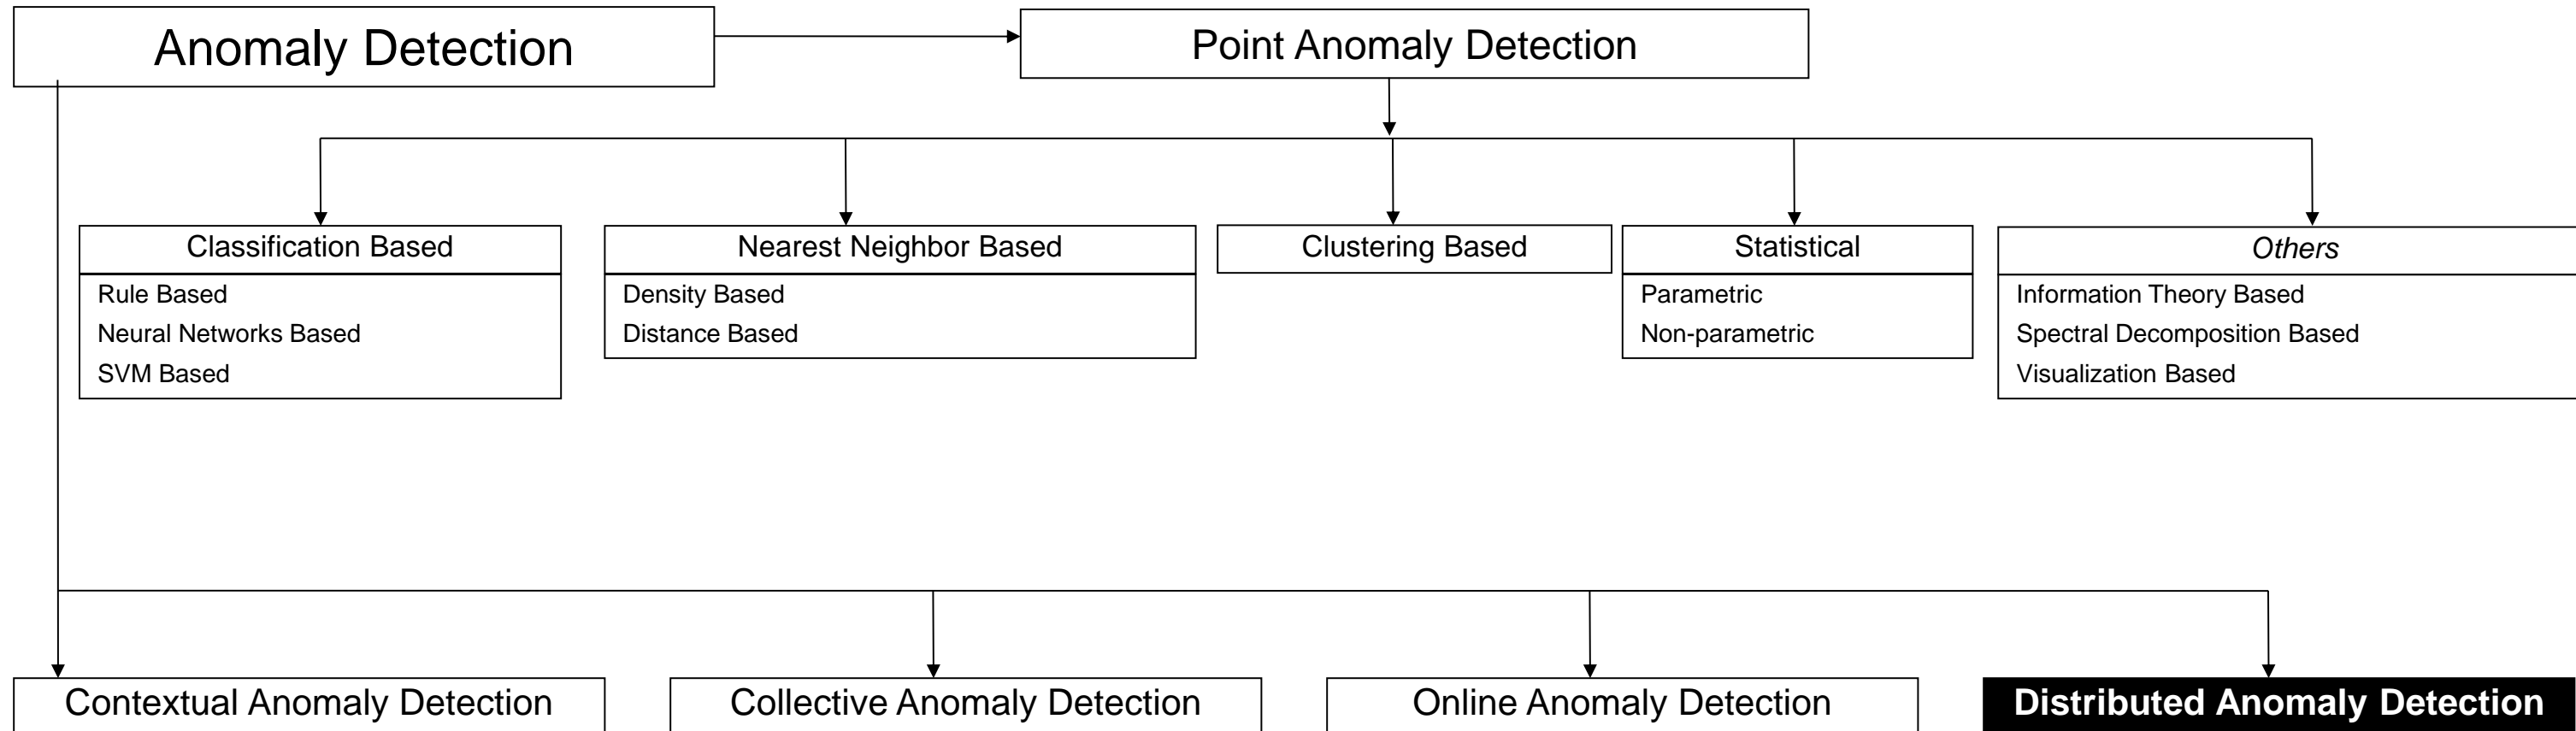 Anomaly Detection
Point Anomaly Detection
Classification Based
Rule Based
Neural Networks Based
SVM Based
Nearest Neighbor Based
Density Based
Distance Based
Clustering Based
Statistical
Parametric
Non-parametric
Others
Information Theory Based
Spectral Decomposition Based
Visualization Based
Contextual Anomaly Detection
Collective Anomaly Detection
Online Anomaly Detection
Distributed Anomaly Detection